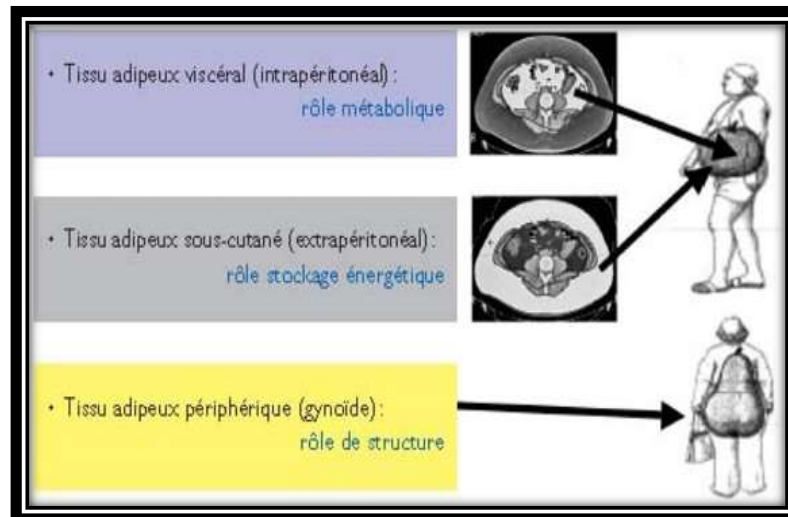 • Tissu adipeux viscéral (intrapéritonéal) :
rôle métabolique
• Tissu adipeux sous-cutané (extrapéritonéal) :
rôle stockage énergétique
• Tissu adipeux périphérique (gynoïde) :
rôle de structure